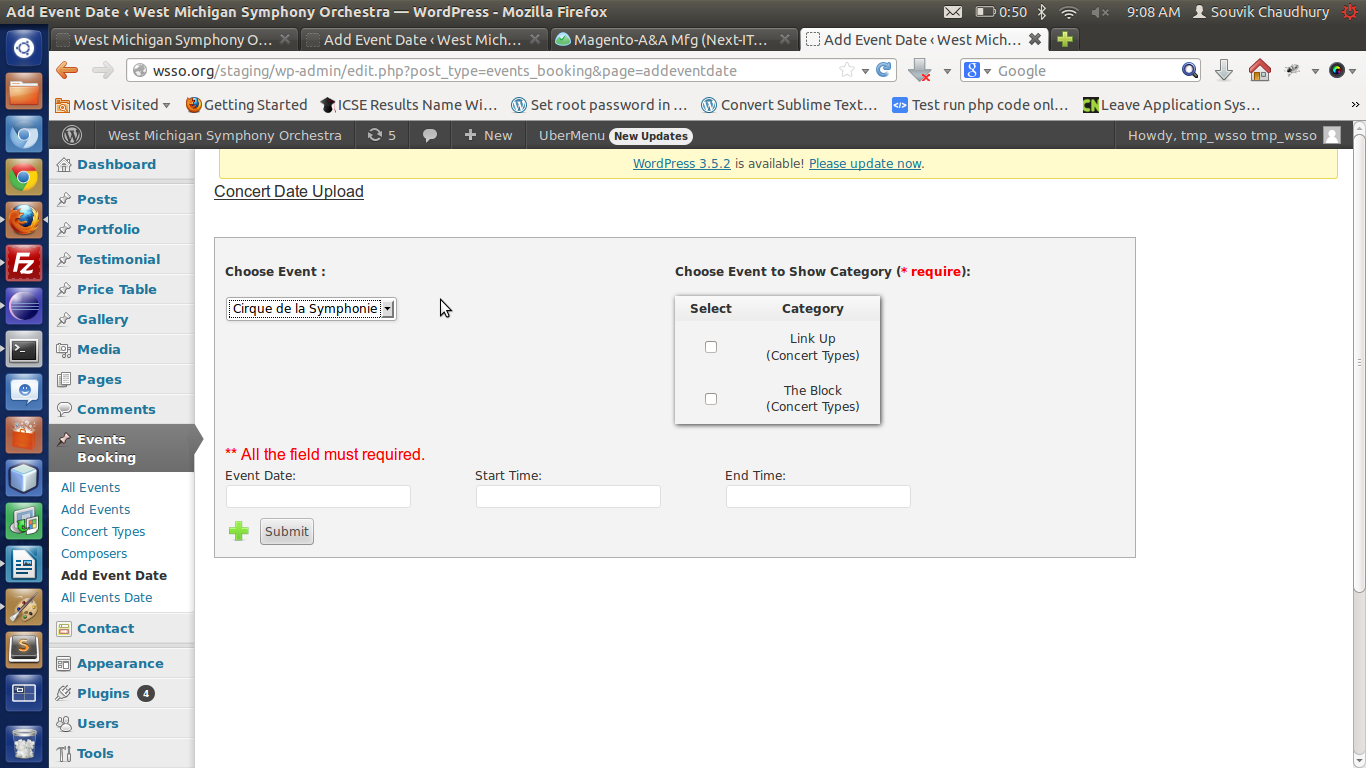 Add Event Date ‹ West Michigan Symphony Orchestra — WordPress - Mozilla Firefox
0:50
9:08 AM
Souvik Chaudhury
West Michigan Symphony O...
Add Event Date ‹ West Mich...
Magento-A&A Mfg (Next-IT...
Add Event Date ‹ West Mich...
wsso.org/staging/wp-admin/edit.php?post_type=events_booking&page=addeventdate
Google
Most Visited
Getting Started
ICSE Results Name Wi...
Set root password in ...
Convert Sublime Text...
Test run php code onl...
Leave Application Sys...
West Michigan Symphony Orchestra
5
New
UberMenu New Updates
Howdy, tmp_wsso tmp_wsso
WordPress 3.5.2 is available! Please update now.
Dashboard
Posts
Portfolio
Testimonial
Price Table
Gallery
Media
Pages
Comments
Events
Booking
All Events
Add Events
Concert Types
Composers
Add Event Date
All Events Date
Contact
Appearance
Plugins 4
Users
Tools
Concert Date Upload
Choose Event :
Cirque de la Symphonie
Choose Event to Show Category (* require):
Select Category
Link Up
(Concert Types)
The Block
(Concert Types)
** All the field must required.
Event Date: Start Time: End Time:
Submit